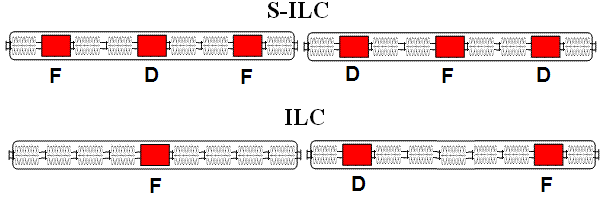 S-ILC
F D F D F D
ILC
F D F